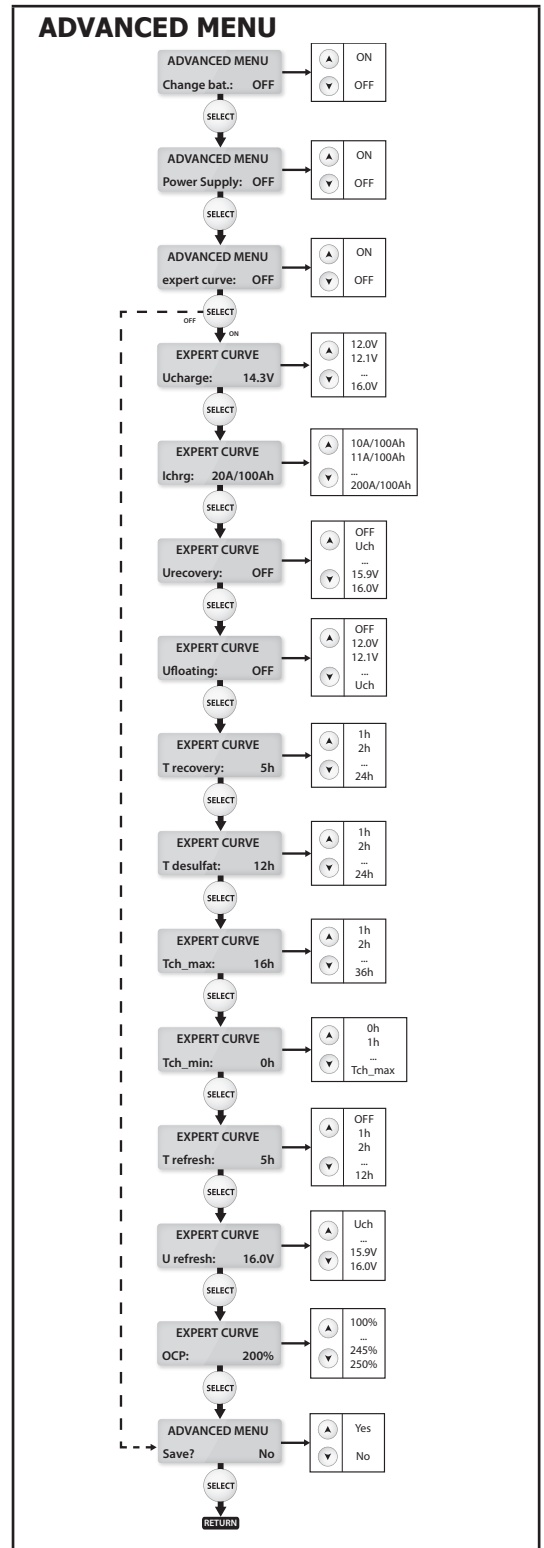 ADVANCED MENU
ADVANCED MENU
Change bat.: OFF
ON
OFF
SELECT
ADVANCED MENU
Power Supply: OFF
ON
OFF
SELECT
ADVANCED MENU
expert curve: OFF
ON
OFF
SELECT
OFF
ON
EXPERT CURVE
Ucharge: 14.3V
12.0V
12.1V
...
16.0V
SELECT
EXPERT CURVE
Ichrg: 20A/100Ah
10A/100Ah
11A/100Ah
...
200A/100Ah
SELECT
EXPERT CURVE
Urecovery: OFF
OFF
Uch
...
15.9V
16.0V
SELECT
EXPERT CURVE
Ufloating: OFF
OFF
12.0V
12.1V
...
Uch
SELECT
EXPERT CURVE
T recovery: 5h
1h
2h
...
24h
SELECT
EXPERT CURVE
T desulfat: 12h
1h
2h
...
24h
SELECT
EXPERT CURVE
Tch_max: 16h
1h
2h
...
36h
SELECT
EXPERT CURVE
Tch_min: 0h
0h
1h
...
Tch_max
SELECT
EXPERT CURVE
T refresh: 5h
OFF
1h
2h
...
12h
SELECT
EXPERT CURVE
U refresh: 16.0V
Uch
...
15.9V
16.0V
SELECT
EXPERT CURVE
OCP: 200%
100%
...
245%
250%
SELECT
ADVANCED MENU
Save? No
Yes
No
SELECT
RETURN